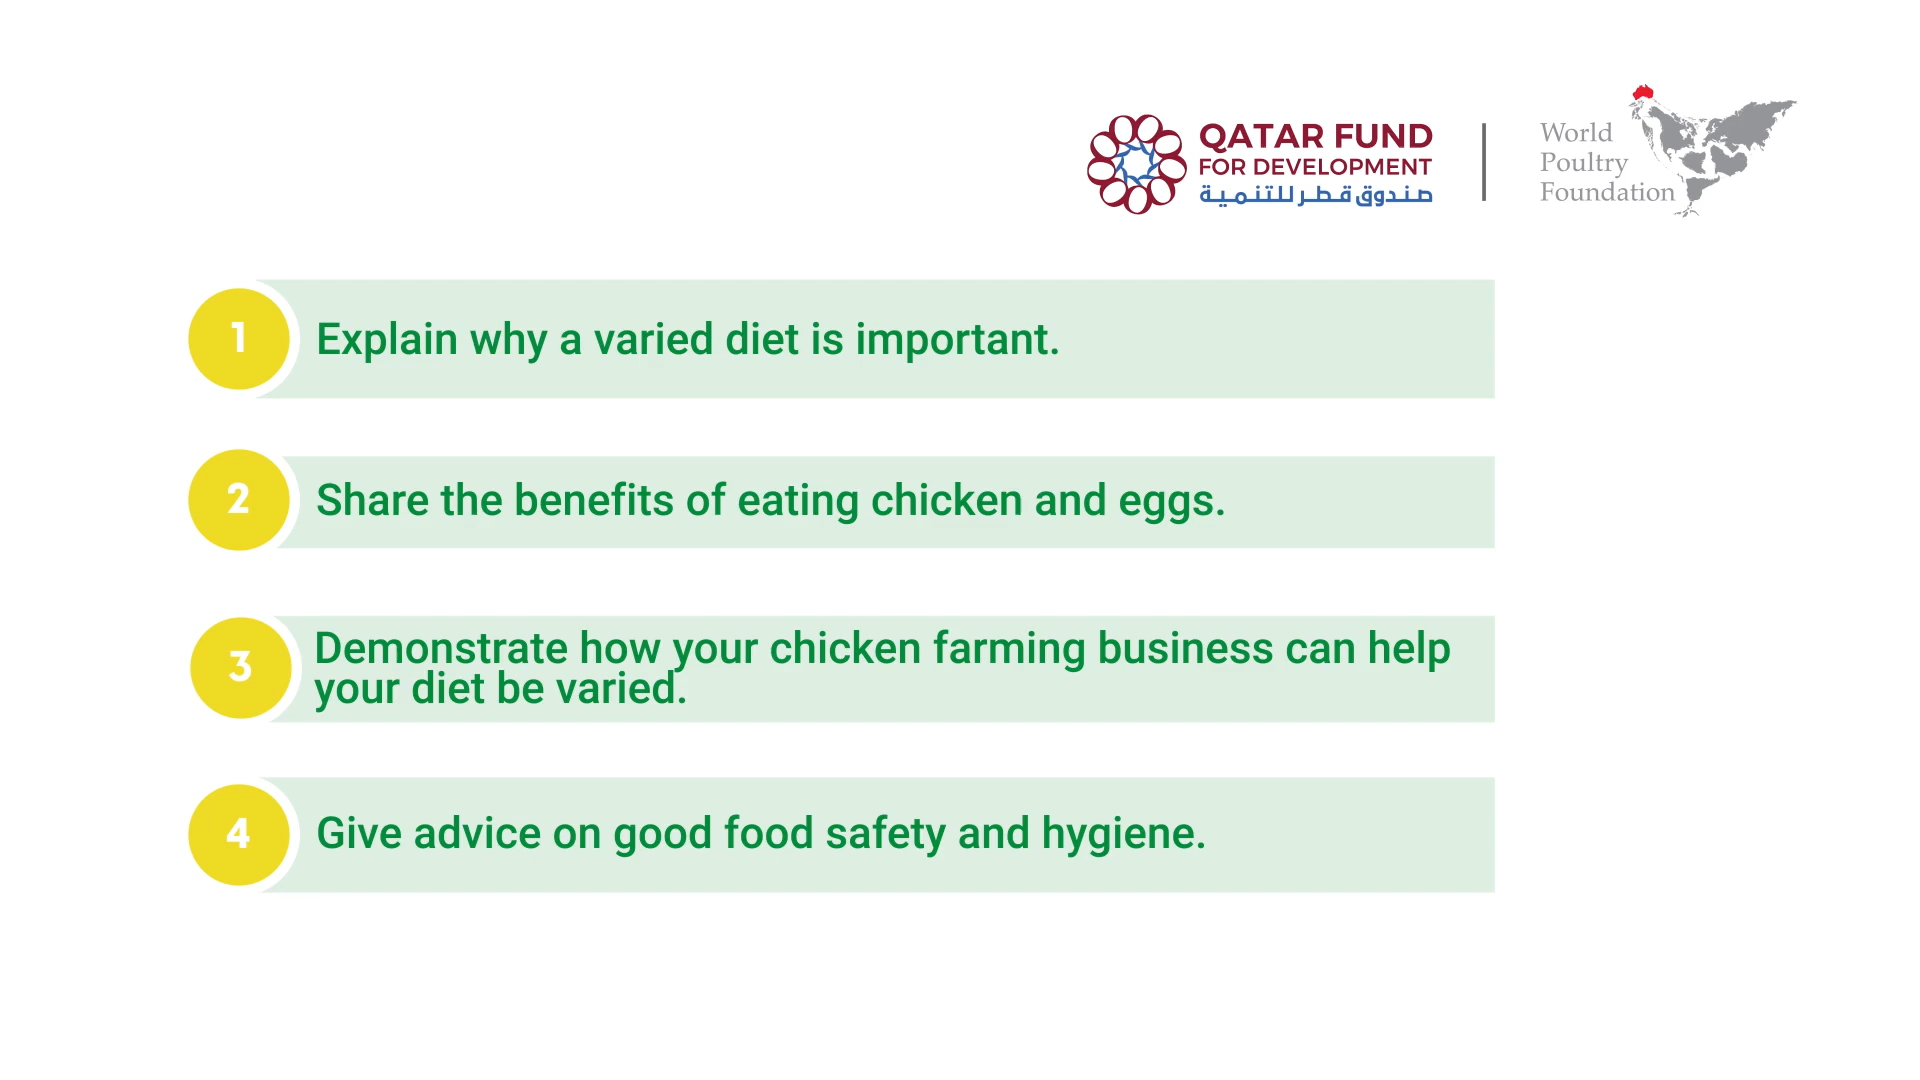 QATAR FUND
FOR DEVELOPMENT
صندوق قطر للتنمية
World
Poultry
Foundation
1
Explain why a varied diet is important.
2
Share the benefits of eating chicken and eggs.
3
Demonstrate how your chicken farming business can help
your diet be varied.
4
Give advice on good food safety and hygiene.